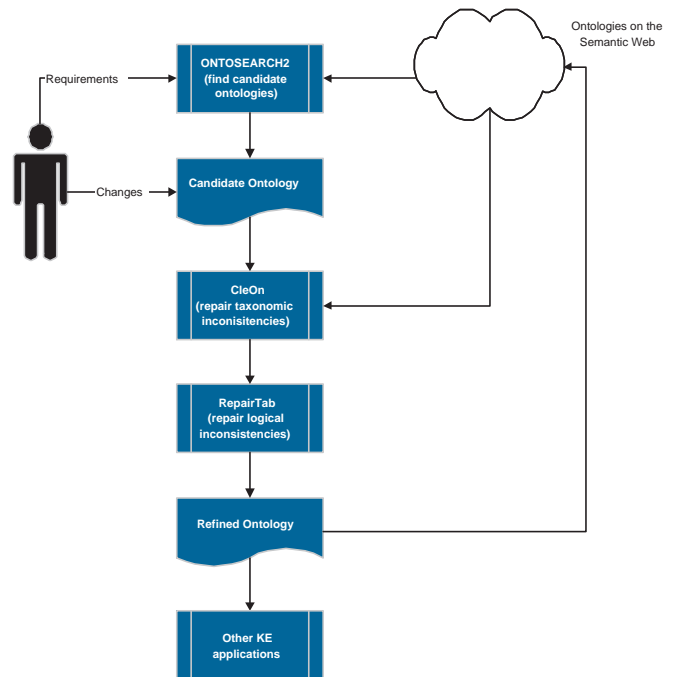 Ontologies on the
Semantic Web
ONTOSEARCH2
(find candidate
ontologies)
Requirements
Candidate Ontology
Changes
CleOn
(repair taxonomic
inconisitencies)
RepairTab
(repair logical
inconsistencies)
Refined Ontology
Other KE
applications